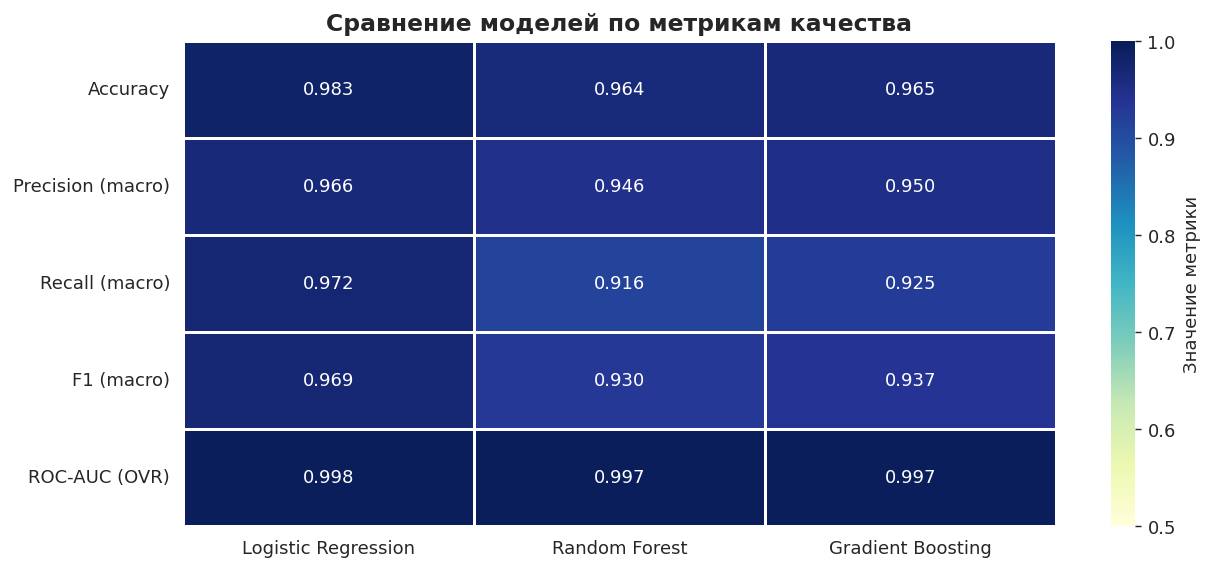 Сравнение моделей по метрикам качества
Accuracy 0.983 0.964 0.965
Precision (macro) 0.966 0.946 0.950
Recall (macro) 0.972 0.916 0.925
F1 (macro) 0.969 0.930 0.937
ROC-AUC (OVR) 0.998 0.997 0.997
Logistic Regression Random Forest Gradient Boosting
1.0
0.9
0.8
0.7
0.6
0.5
Значение метрики